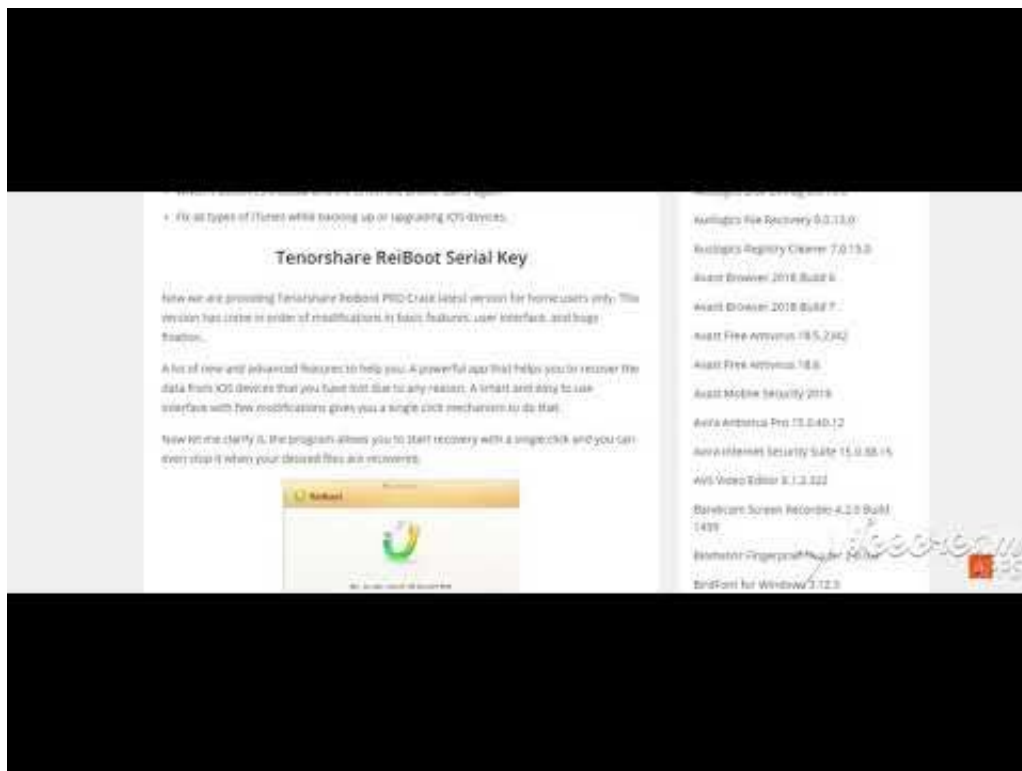 Fix all types of iTunes while backing up or upgrading iOS devices.
Tenorshare ReiBoot Serial Key
Now we are providing Tenorshare Reiboot PRO Crack latest version for home users only. This
version has come in order of modifications in basic features, user interface, and bugs
fixation.
A lot of new and advanced features to help you. A powerful app that helps you to recover the
data from iOS devices that you have lost due to any reason. A smart and easy to use
interface with few modifications gives you a single click mechanism to do that.
Now let me clarify it, the program allows you to start recovery with a single click and you can
even stop it when your desired files are recovered.
ReiBoot
Auslogics File Recovery 8.0.13.0
Auslogics Registry Cleaner 7.0.15.0
Avast Browser 2018 Build 6
Avast Browser 2018 Build 7
Avast Free Antivirus 18.5.2342
Avast Free Antivirus 18.6
Avast Mobile Security 2018
Avira Antivirus Pro 15.0.40.12
Avira Internet Security Suite 15.0.38.15
AVS Video Editor 8.1.2.322
Bandicam Screen Recorder 4.2.0 Build
1439
Biometric Fingerprint
BirdFont for Windows 3.12.3